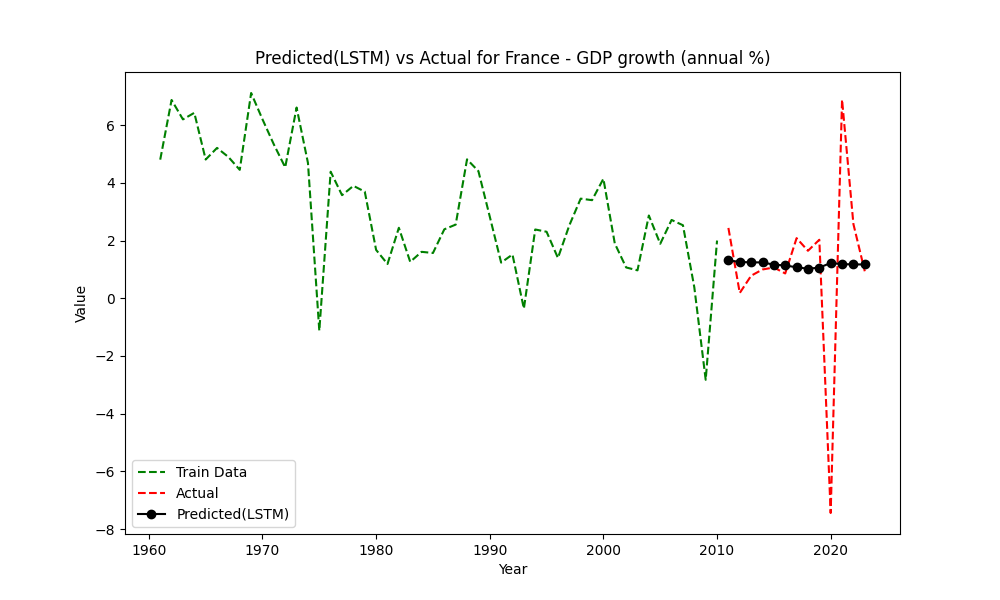 Predicted(LSTM) vs Actual for France - GDP growth (annual %)
Value
6
4
2
0
−2
−4
−6
−8
Train Data
Actual
Predicted(LSTM)
1960 1970 1980 1990 2000 2010 2020
Year